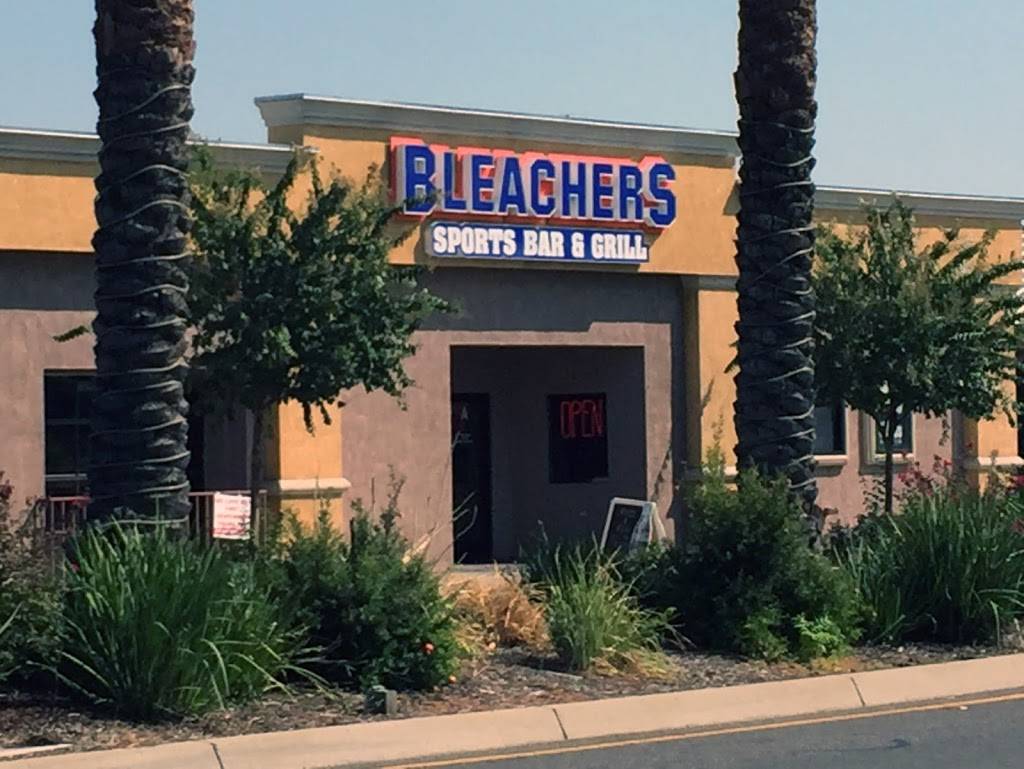 BLEACHERS
SPORTS BAR & GRILL
OPEN
A